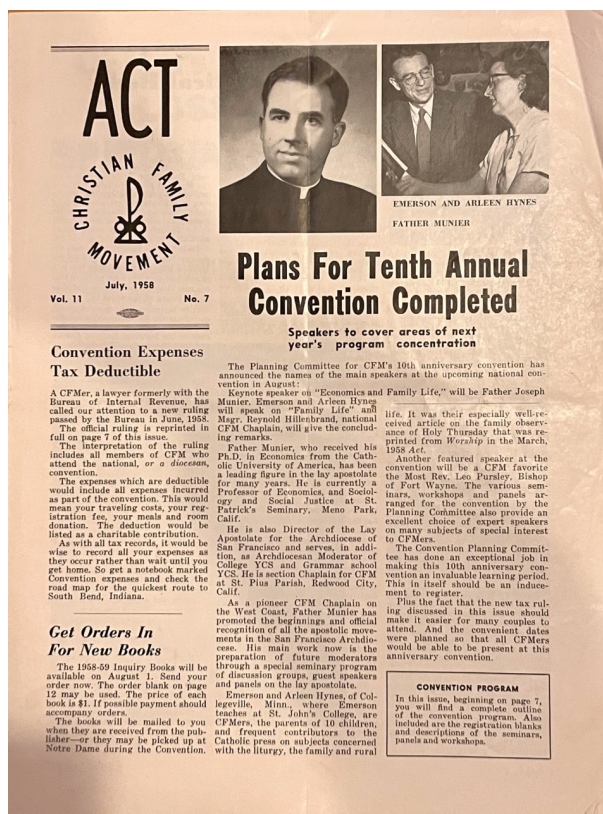 ACT
CHRISTIAN FAMILY
MOVEMENT
July, 1958
Vol. 11 No. 7
EMERSON AND ARLEEN HYNES
FATHER MUNIER
Plans For Tenth Annual
Convention Completed
Speakers to cover areas of next
year's program concentration
Convention Expenses
Tax Deductible
A CFMer, a lawyer formerly with the
Bureau of Internal Revenue, has
called our attention to a new ruling
passed by the Bureau in June, 1958.
The official ruling is reprinted in
full on page 7 of this issue.
The interpretation of the ruling
includes all members of CFM who
attend the national, or a diocesan,
convention.
The expenses which are deductible
would include all expenses incurred
as part of the convention. This would
mean your traveling costs, your reg-
istration fee, your meals and room
donation. The deduction would be
listed as a charitable contribution.
As with all tax records, it would be
wise to record all your expenses as
they occur rather than wait until you
get home. So get a notebook marked
Convention expenses and check the
road map for the quickest route to
South Bend, Indiana.
Get Orders In
For New Books
The 1958-59 Inquiry Books will be
available on August 1. Send your
order now. The order blank on page
12 may be used. The price of each
book is $1. If possible payment should
accompany orders.
The books will be mailed to you
when they are received from the pub-
lisher—or they may be picked up at
Notre Dame during the Convention.
The Planning Committee for CFM's 10th anniversary convention has
announced the names of the main speakers at the upcoming national con-
vention in August:
Keynote speaker on "Economics and Family Life," will be Father Joseph
Munier, Emerson and Arleen Hynes
will speak on "Family Life" and
Msgr. Reynold Hillenbrand, national
CFM Chaplain, will give the conclud-
ing remarks.
Father Munier, who received his
Ph.D. in Economics from the Cath-
olic University of America, has been
a leading figure in the lay apostolate
for many years. He is currently a
Professor of Economics, and Sociol-
ogy and Social Justice at St.
Patrick's Seminary, Meno Park,
Calif.
He is also Director of the Lay
Apostolate for the Archdiocese of
San Francisco and serves, in addi-
tion, as Archdiocesan Moderator of
College YCS and Grammar school
YCS. He is section Chaplain for CFM
at St. Pius Parish, Redwood City,
Calif.
As a pioneer CFM Chaplain on
the West Coast, Father Munier has
promoted the beginnings and official
recognition of all the apostolic move-
ments in the San Francisco Archdio-
cese. His main work now is the
preparation of future moderators
through a special seminary program
of discussion groups, guest speakers
and panels on the lay apostolate.
Emerson and Arleen Hynes, of Col-
legeville, Minn., where Emerson
teaches at St. John's College, are
CFMers, the parents of 10 children,
and frequent contributors to the
Catholic press on subjects concerned
with the liturgy, the family and rural
life. It was their especially well-re-
ceived article on the family observ-
ance of Holy Thursday that was re-
printed from Worship in the March,
1958 Act.
Another featured speaker at the
convention will be a CFM favorite
the Most Rev. Leo Pursley, Bishop
of Fort Wayne. The various sem-
inars, workshops and panels ar-
ranged for the convention by the
Planning Committee also provide an
excellent choice of expert speakers
on many subjects of special interest
to CFMers.
The Convention Planning Commit-
tee has done an exceptional job in
making this 10th anniversary con-
vention an invaluable learning period.
This in itself should be an induce-
ment to register.
Plus the fact that the new tax rul-
ing discussed in this issue should
make it easier for many couples to
attend. And the convenient dates
were planned so that all CFMers
would be able to be present at this
anniversary convention.
CONVENTION PROGRAM
In this issue, beginning on page 7,
you will find a complete outline
of the convention program. Also
included are the registration blanks
and descriptions of the seminars,
panels and workshops.